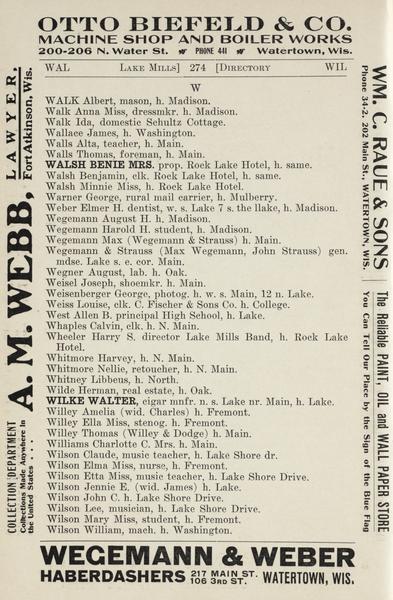 OTTO BIEFELD & CO.
MACHINE SHOP AND BOILER WORKS
200-206 N. Water St. PHONE 441 Watertown, Wis.
WAL LAKE MILLS] 274 [DIRECTORY WIL
W
WALK Albert, mason, h. Madison.
Walk Anna Miss, dressmkr. h. Madison.
Walk Ida, domestic Schultz Cottage.
Wallace James, h. Washington.
Walls Alta, teacher, h. Main.
Walls Thomas, foreman, h. Main.
WALSH BENIE MRS. prop. Rock Lake Hotel, h. same.
Walsh Benjamin, clk. Rock Lake Hotel, h. same.
Walsh Minnie Miss, h. Rock Lake Hotel.
Warner George, rural mail carrier, h. Mulberry.
Weber Elmer H. dentist, w. s. Lake 7 s. the llake, h. Madison.
Wegemann August H. h. Madison.
Wegemann Harold H. student, h. Madison.
Wegemann Max (Wegemann & Strauss) h. Main.
Wegemann & Strauss (Max Wegemann, John Strauss) gen.
mdse. Lake s. e. cor. Main.
Wegner August, lab. h. Oak.
Weisel Joseph, shoemkr. h. Main.
Weisenberger George, photog. h. w. s. Main, 12 n. Lake.
Weiss Louise, clk. C. Fischer & Sons Co. h. College.
West Allen B. principal High School, h. Lake.
Whaples Calvin, clk. h. N. Main.
Wheeler Harry S. director Lake Mills Band, h. Rock Lake
Hotel.
Whitmore Harvey, h. N. Main.
Whitmore Nellie, retoucher, h. N. Main.
Whitney Libbeus, h. North.
Wilde Herman, real estate, h. Oak.
WILKE WALTER, cigar mnfr. n. s. Lake nr. Main, h. Lake.
Willey Amelia (wid. Charles) h. Fremont.
Willey Ella Miss, stenog. h. Fremont.
Willey Thomas (Willey & Dodge) h. Main.
Williams Charlotte C. Mrs. h. Main.
Wilson Claude, music teacher, h. Lake Shore dr.
Wilson Elma Miss, nurse, h. Fremont.
Wilson Etta Miss, music teacher, h. Lake Shore Drive.
Wilson Jennie E. (wid. James) h. Lake.
Wilson John C. h. Lake Shore Drive.
Wilson Lee, musician, h. Lake Shore Drive.
Wilson Mary Miss, student, h. Fremont.
Wilson William, mach. h. Washington.
WEGEMANN & WEBER
HABERDASHERS 217 MAIN ST. WATERTOWN, WIS.
106 3RD ST.
A. M. WEBB, LAWYER,
Fort Atkinson, Wis.
COLLECTION DEPARTMENT
Collections Made Anywhere in
the United States . . .
WM. C. RAUE & SONS
Phone 34-2. 202 Main St., WATERTOWN, WIS.
The Reliable PAINT, OIL and WALL PAPER STORE
You Can Tell Our Place by the Sign of the Blue Flag